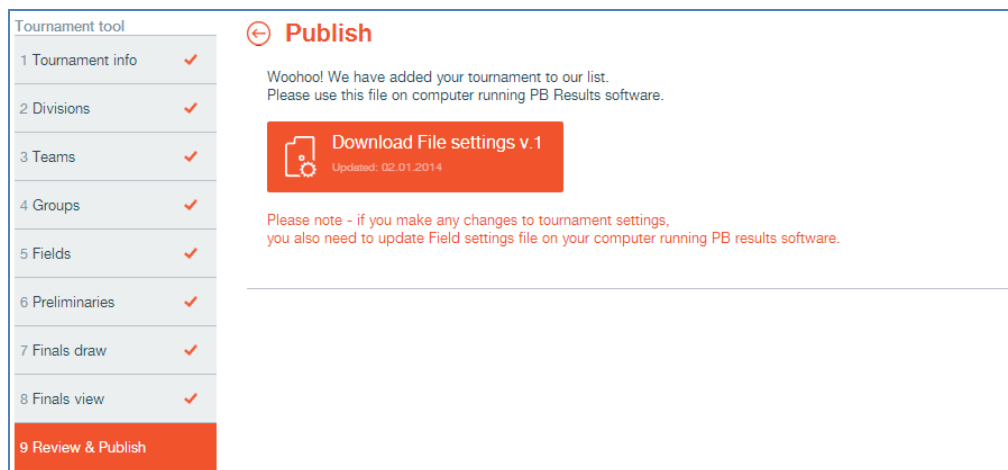 Tournament tool
1 Tournament info
2 Divisions
3 Teams
4 Groups
5 Fields
6 Preliminaries
7 Finals draw
8 Finals view
9 Review & Publish
Publish
Woohoo! We have added your tournament to our list.
Please use this file on computer running PB Results software.
Download File settings v.1
Updated: 02.01.2014
Please note - if you make any changes to tournament settings,
you also need to update Field settings file on your computer running PB results software.